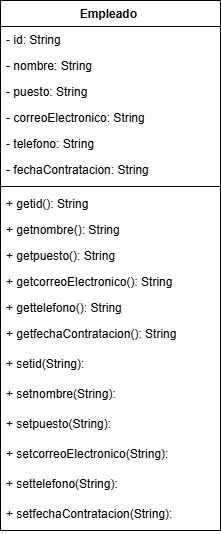 Empleado
- id: String
- nombre: String
- puesto: String
- correoElectronico: String
- telefono: String
- fechaContratacion: String
+ getid(): String
+ getnombre(): String
+ getpuesto(): String
+ getcorreoElectronico(): String
+ gettelefono(): String
+ getfechaContratacion(): String
+ setid(String):
+ setnombre(String):
+ setpuesto(String):
+ setcorreoElectronico(String):
+ settelefono(String):
+ setfechaContratacion(String):